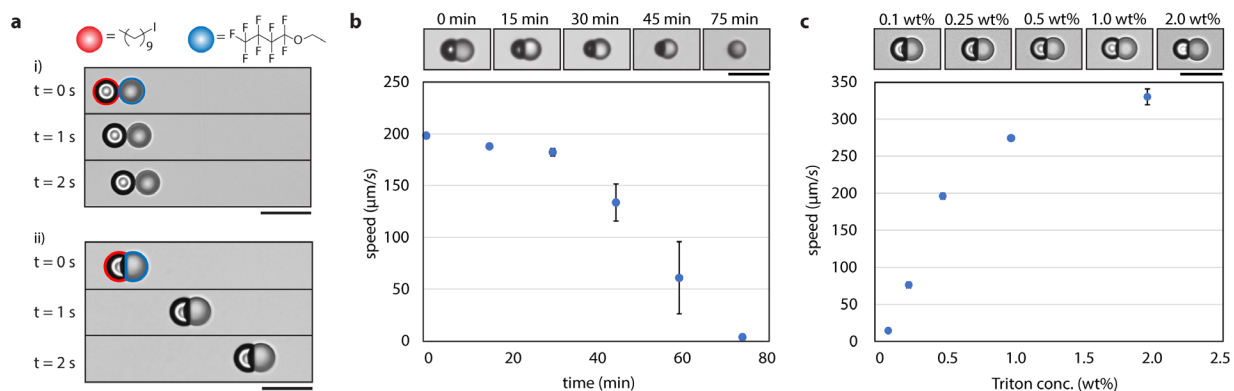 a
= 9 I
= F F F F F F F F F O
i)
t = 0 s
t = 1 s
t = 2 s
ii)
t = 0 s
t = 1 s
t = 2 s
b
0 min 15 min 30 min 45 min 75 min
250
200
150
100
50
0
speed (µm/s)
0 20 40 60 80
time (min)
c
0.1 wt% 0.25 wt% 0.5 wt% 1.0 wt% 2.0 wt%
350
300
250
200
150
100
50
0
speed (µm/s)
0 0.5 1.0 1.5 2.0 2.5
Triton conc. (wt%)